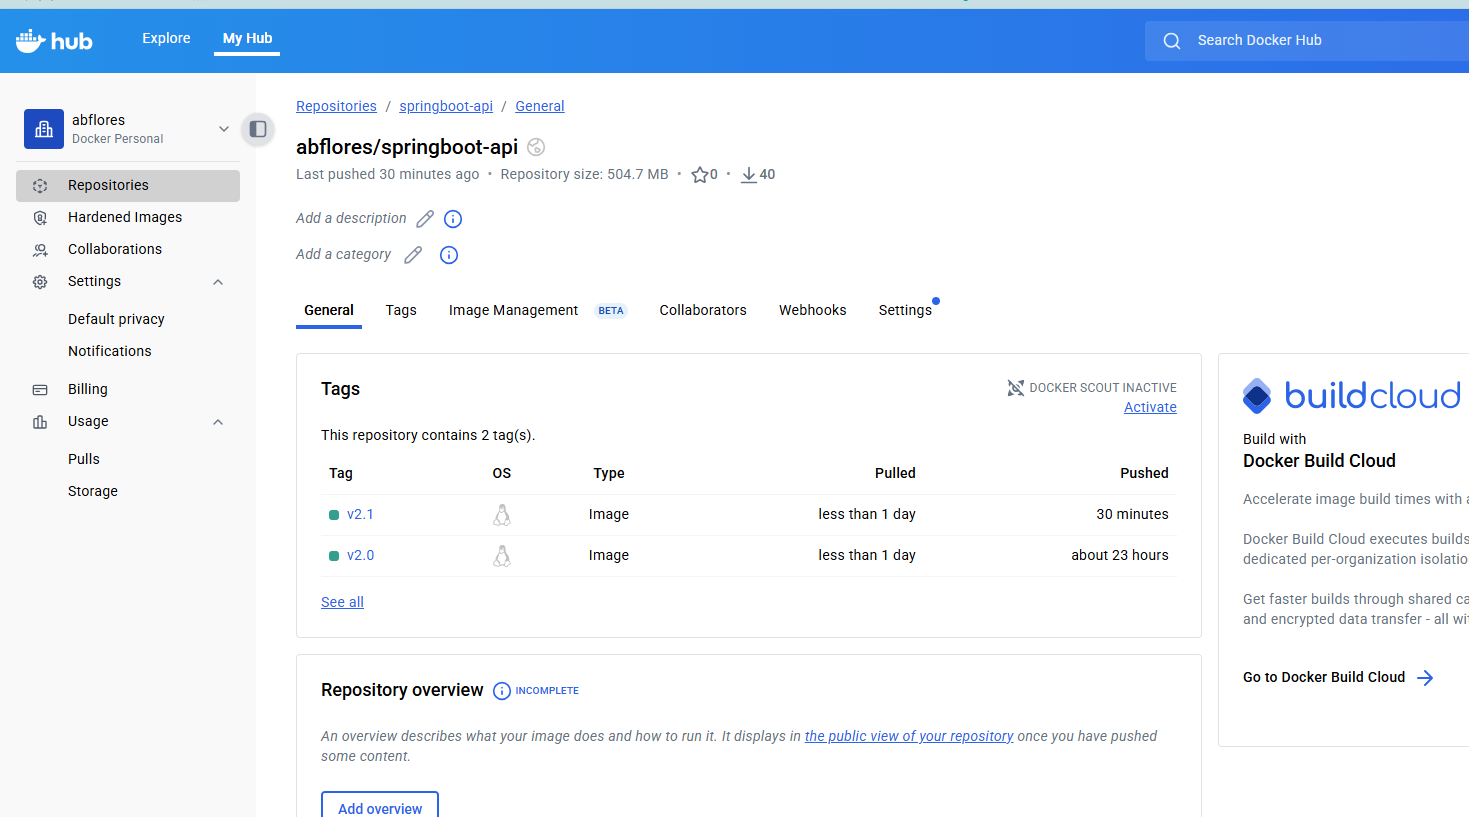 hub
Explore
My Hub
Search Docker Hub
abflores
Docker Personal
Repositories
Hardened Images
Collaborations
Settings
Default privacy
Notifications
Billing
Usage
Pulls
Storage
Repositories / springboot-api / General
abflores/springboot-api
Last pushed 30 minutes ago • Repository size: 504.7 MB • 0 • 40
Add a description
Add a category
General Tags Image Management BETA Collaborators Webhooks Settings
Tags
DOCKER SCOUT INACTIVE
Activate
This repository contains 2 tag(s).
Tag OS Type Pulled Pushed
v2.1 Image less than 1 day 30 minutes
v2.0 Image less than 1 day about 23 hours
See all
Repository overview INCOMPLETE
An overview describes what your image does and how to run it. It displays in the public view of your repository once you have pushed
some content.
Add overview
buildcloud
Build with
Docker Build Cloud
Accelerate image build times with a
Docker Build Cloud executes builds
dedicated per-organization isolatio
Get faster builds through shared ca
and encrypted data transfer - all wi
Go to Docker Build Cloud